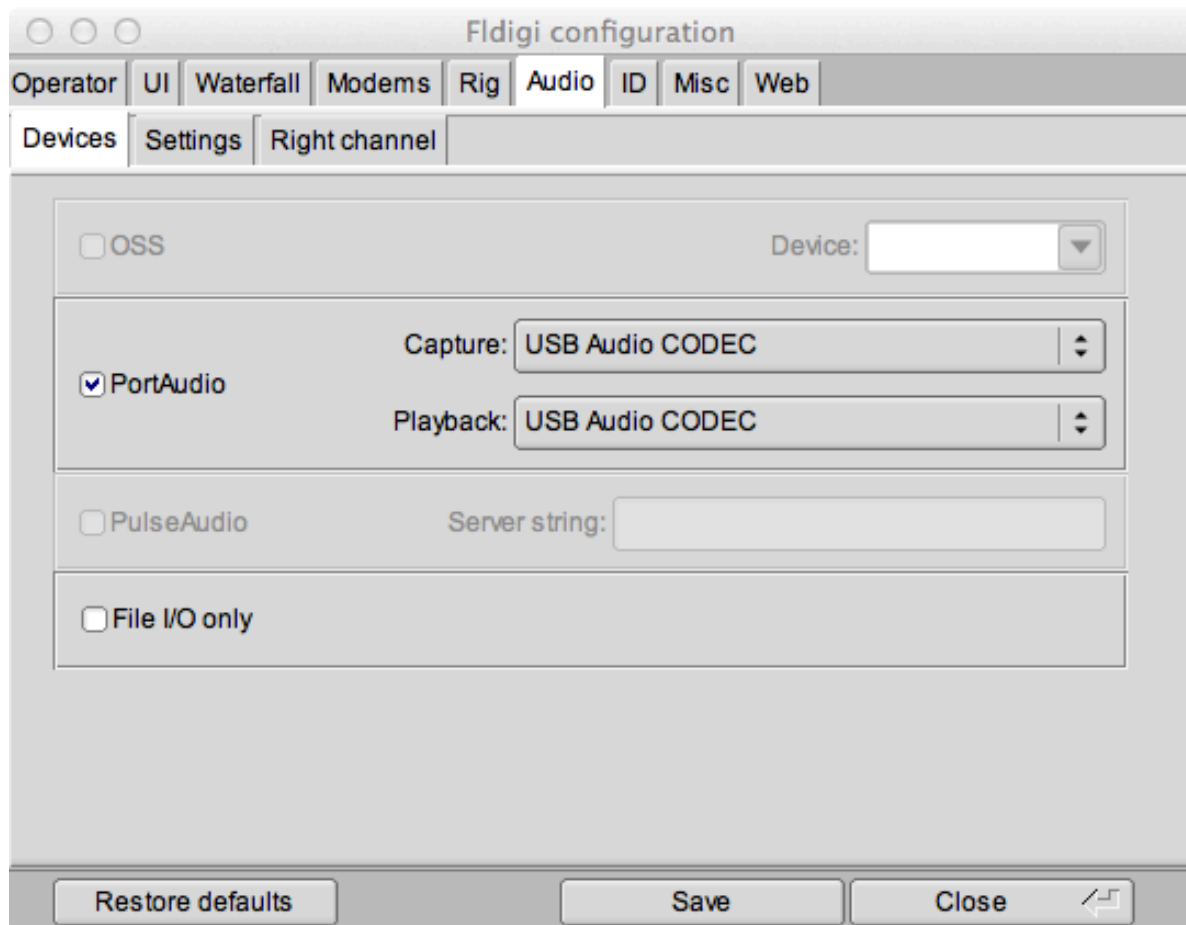 Fldigi configuration
Operator UI Waterfall Modems Rig Audio ID Misc Web
Devices Settings Right channel
OSS Device:
Capture: USB Audio CODEC
PortAudio
Playback: USB Audio CODEC
PulseAudio Server string:
File I/O only
Restore defaults Save Close